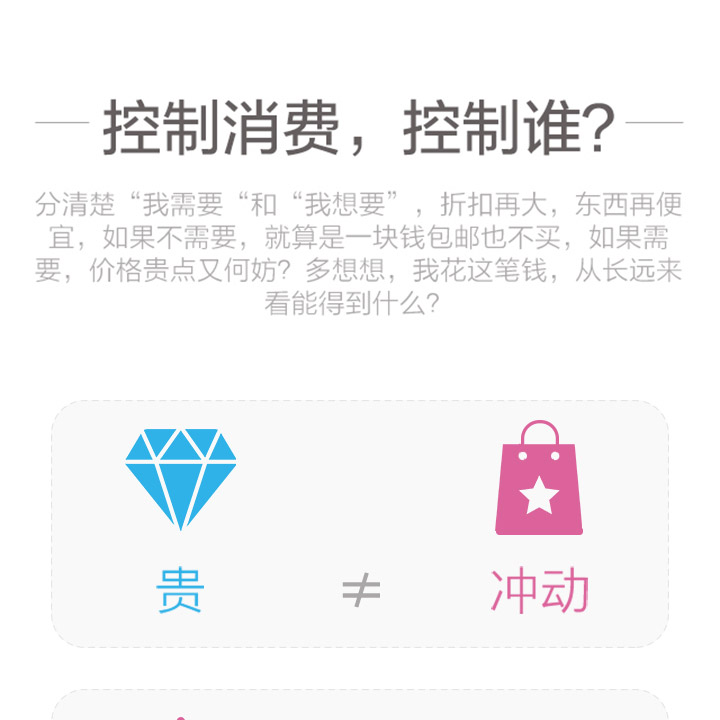 控制消费，控制谁？
分清楚“我需要“和“我想要”，折扣再大，东西再便
宜，如果不需要，就算是一块钱包邮也不买，如果需
要，价格贵点又何妨？多想想，我花这笔钱，从长远来
看能得到什么？
贵 ≠ 冲动